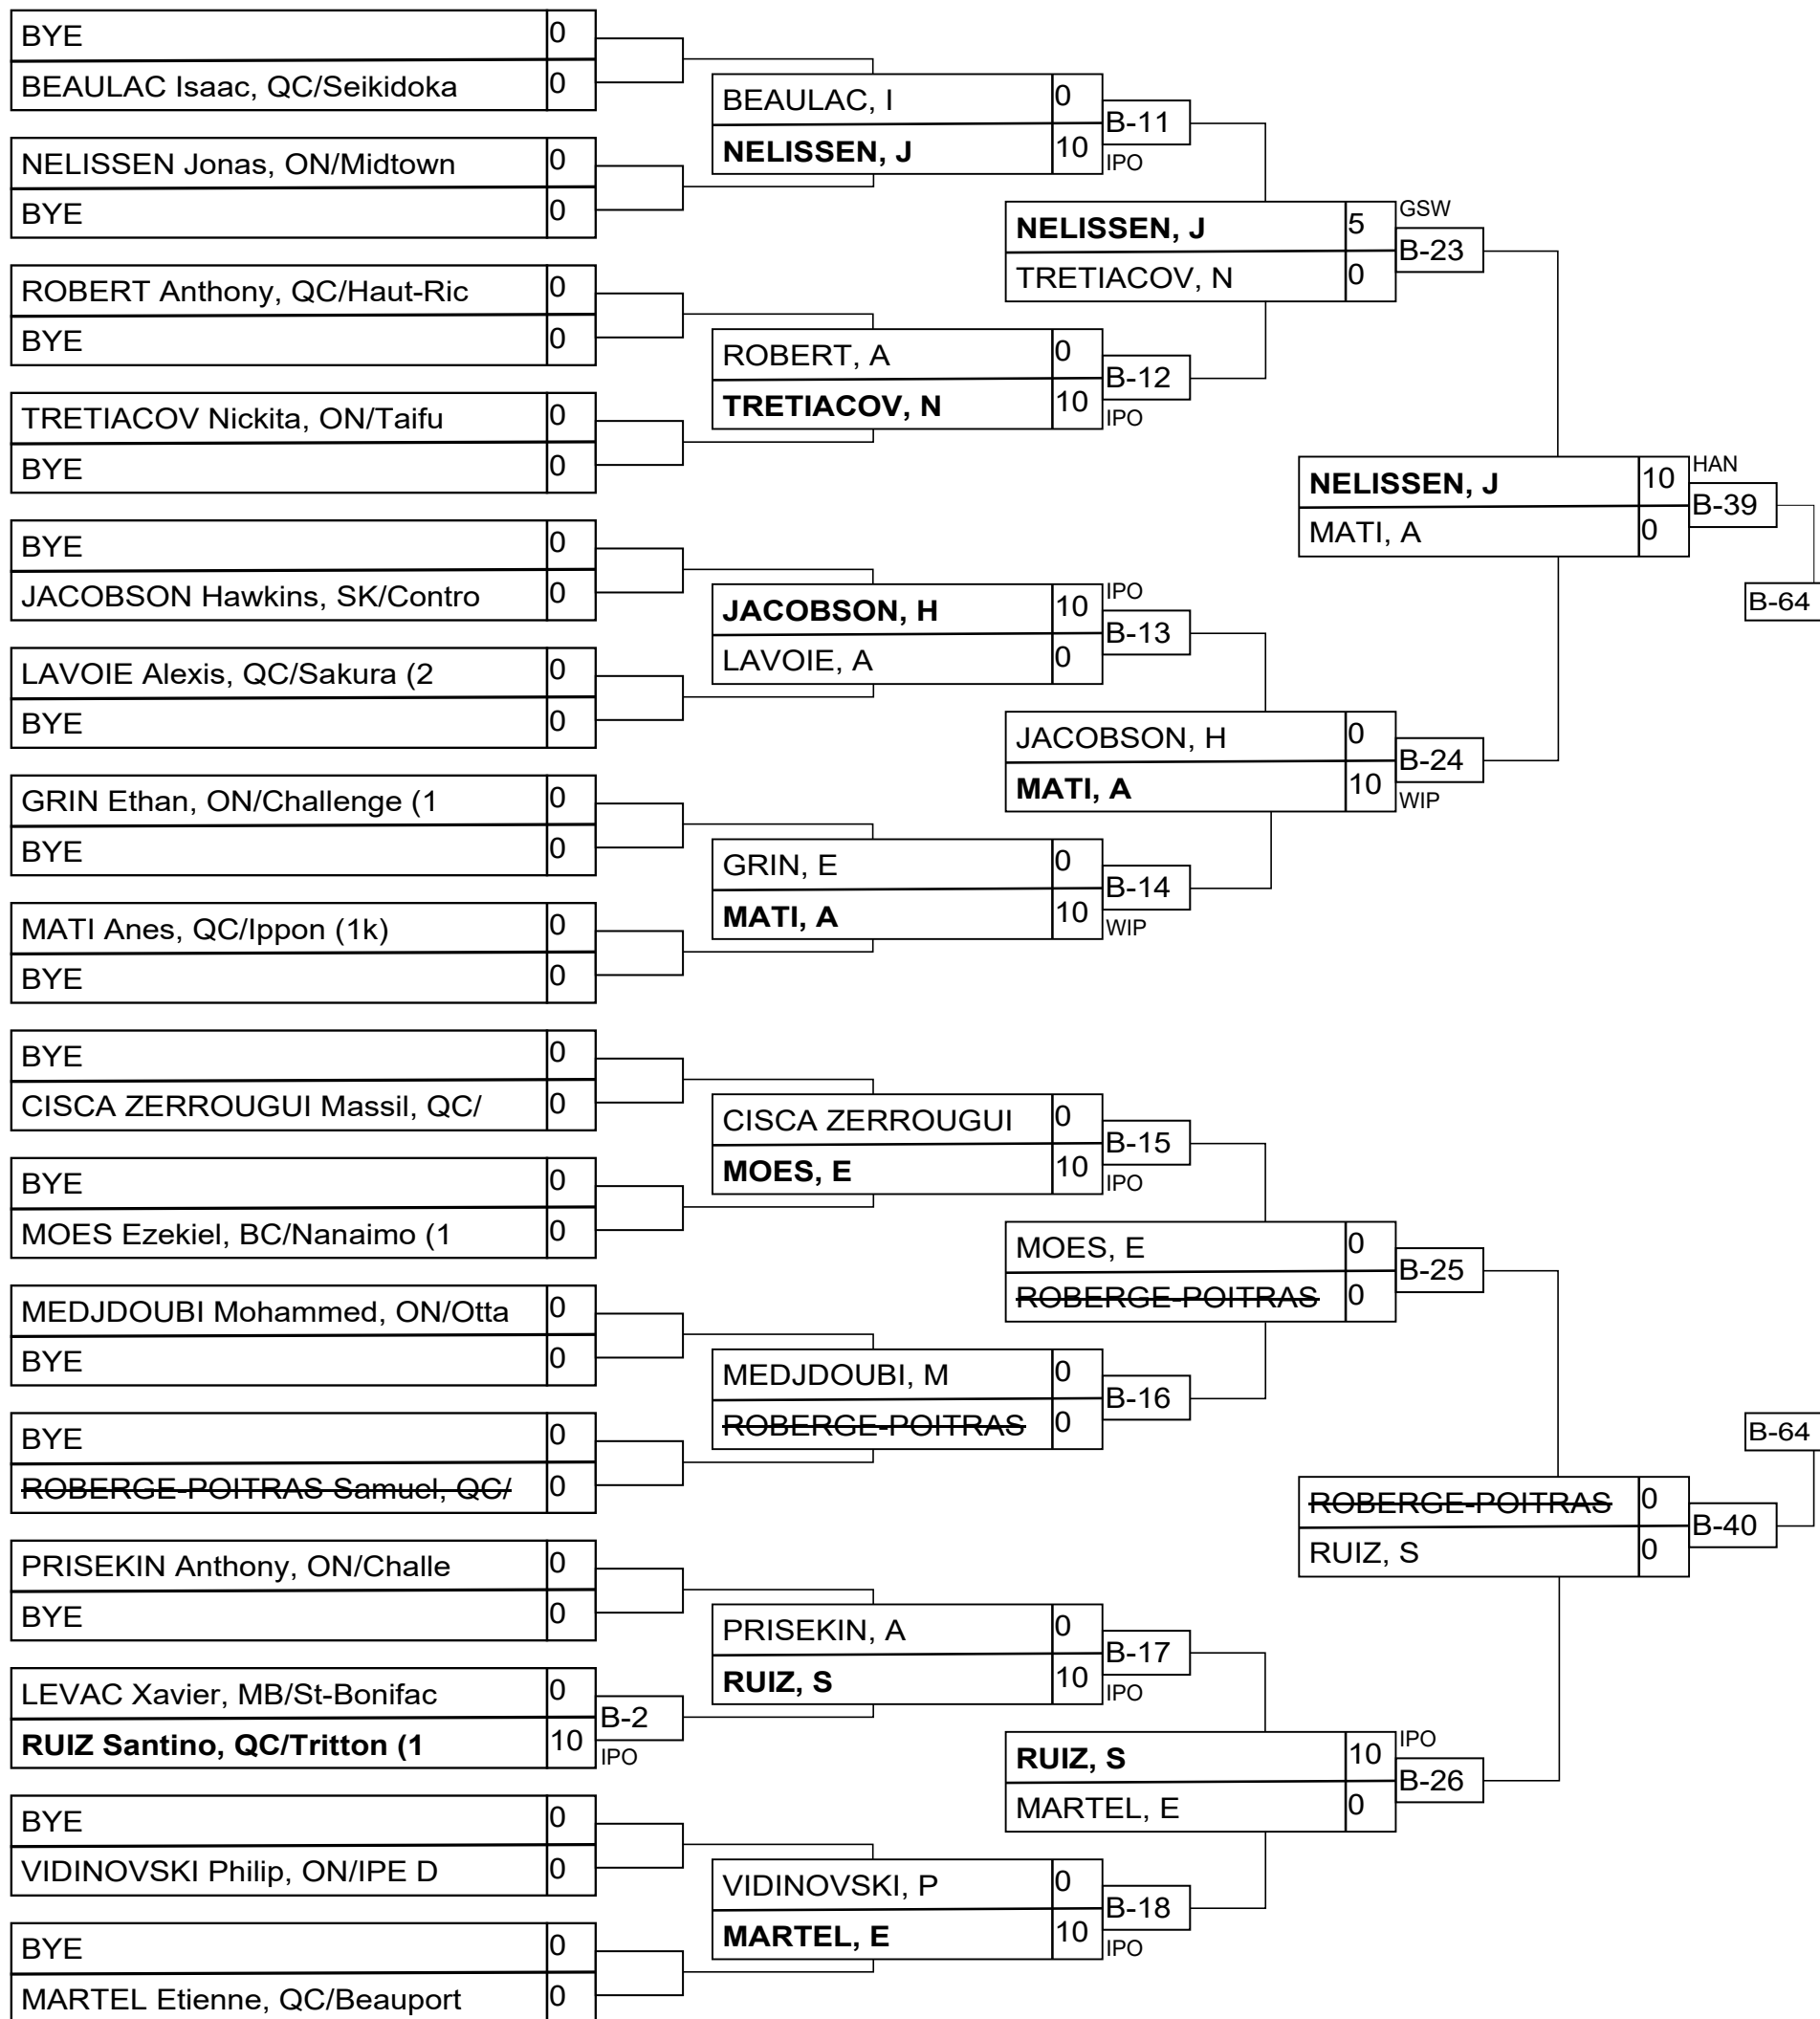 BYE 0
BEAULAC Isaac, QC/Seikidoka 0
NELISSEN Jonas, ON/Midtown 0
BYE 0
ROBERT Anthony, QC/Haut-Ric 0
BYE 0
TRETIACOV Nickita, ON/Taifu 0
BYE 0
BYE 0
JACOBSON Hawkins, SK/Contro 0
LAVOIE Alexis, QC/Sakura (2 0
BYE 0
GRIN Ethan, ON/Challenge (1 0
BYE 0
MATI Anes, QC/Ippon (1k) 0
BYE 0
BYE 0
CISCA ZERROUGUI Massil, QC/ 0
BYE 0
MOES Ezekiel, BC/Nanaimo (1 0
MEDJDOUBI Mohammed, ON/Otta 0
BYE 0
BYE 0
ROBERGE-POITRAS Samuel, QC/ 0
PRISEKIN Anthony, ON/Challe 0
BYE 0
LEVAC Xavier, MB/St-Bonifac 0
B-2
RUIZ Santino, QC/Tritton (1 10
IPO
BYE 0
VIDINOVSKI Philip, ON/IPE D 0
BYE 0
MARTEL Etienne, QC/Beauport 0
BEAULAC, I 0
B-11
NELISSEN, J 10
IPO
ROBERT, A 0
B-12
TRETIACOV, N 10
IPO
IPO
JACOBSON, H 10
B-13
LAVOIE, A 0
GRIN, E 0
B-14
MATI, A 10
WIP
CISCA ZERROUGUI 0
B-15
MOES, E 10
IPO
MEDJDOUBI, M 0
B-16
ROBERGE-POITRAS 0
PRISEKIN, A 0
B-17
RUIZ, S 10
IPO
VIDINOVSKI, P 0
B-18
MARTEL, E 10
IPO
GSW
NELISSEN, J 5
B-23
TRETIACOV, N 0
JACOBSON, H 0
B-24
MATI, A 10
WIP
MOES, E 0
B-25
ROBERGE-POITRAS 0
IPO
RUIZ, S 10
B-26
MARTEL, E 0
HAN
NELISSEN, J 10
B-39
MATI, A 0
B-64
B-64
ROBERGE-POITRAS 0
B-40
RUIZ, S 0